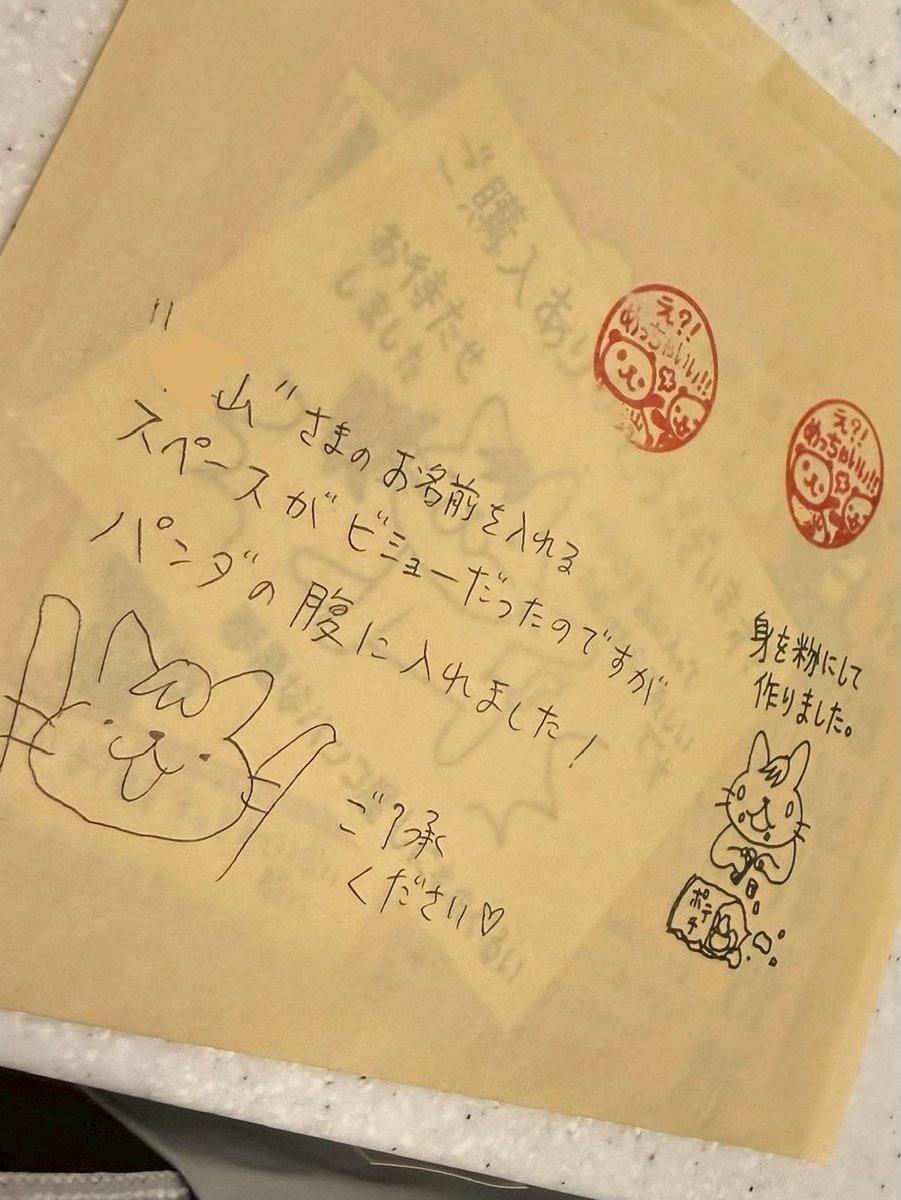 "山"さまのお名前を入れる
スペースがビミョーだったのですが
パンダの腹に入れました!
ご了承
ください♡
え?!
めっちゃいい!!
え?!
めっちゃいい!!
身を粉にして
作りました。
ポテチ
ご購入あり
お待たせ
しました